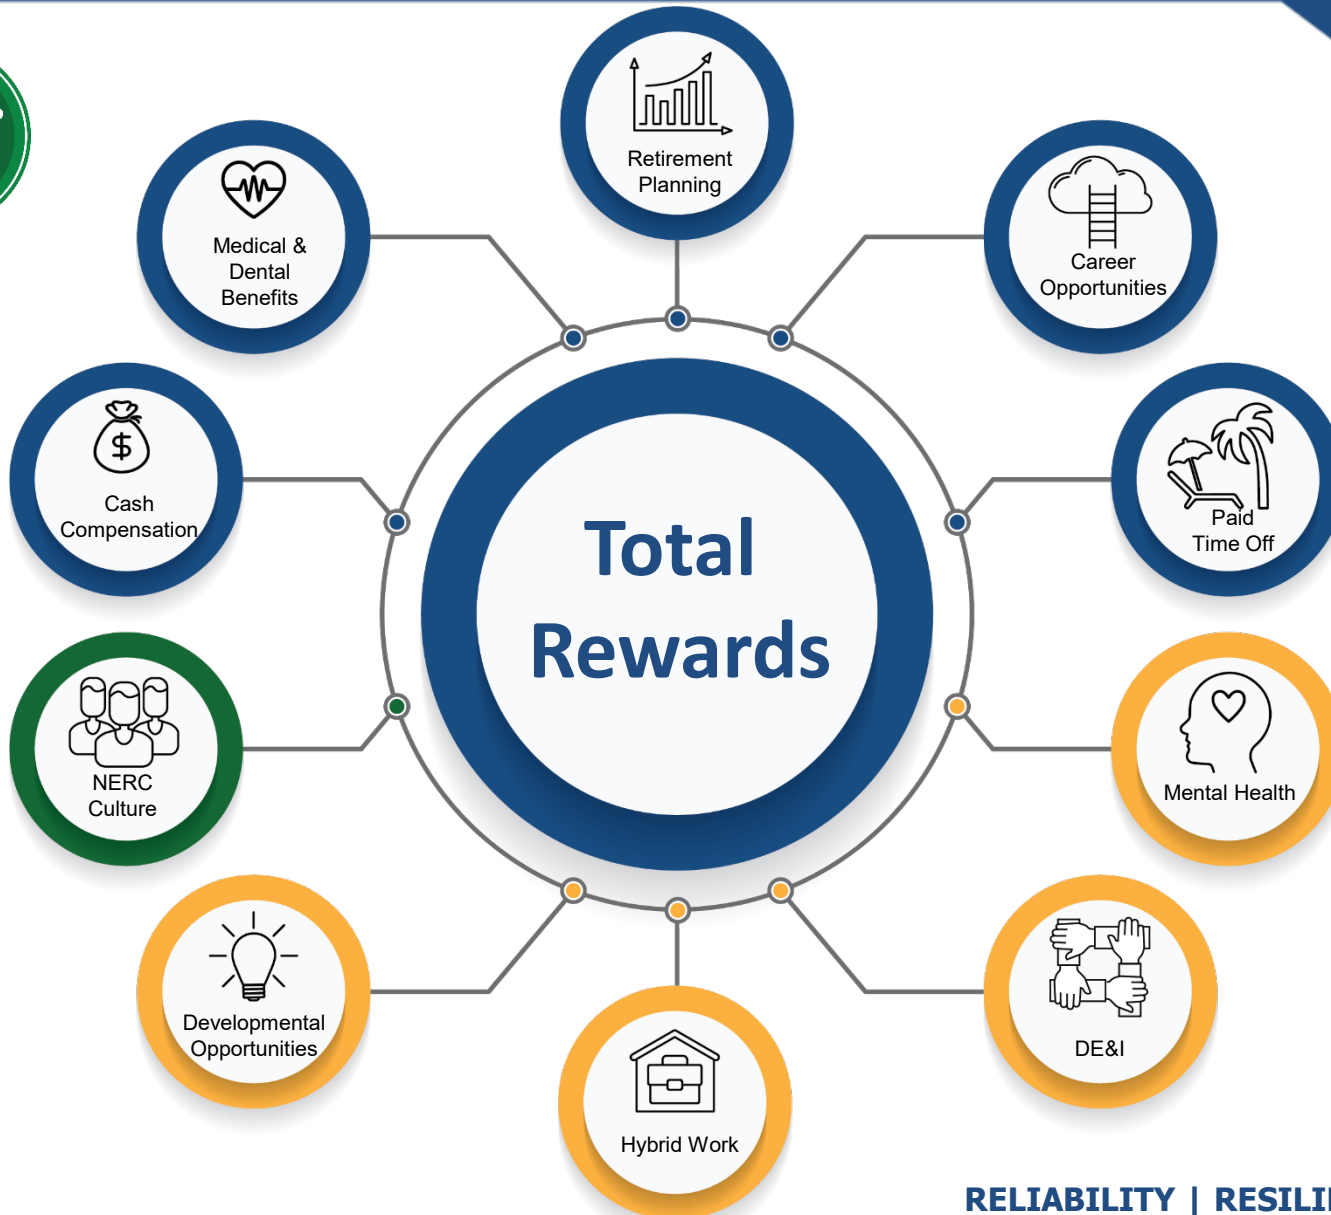 Retirement
Planning
Medical &
Dental
Benefits
Career
Opportunities
Cash
Compensation
$
Paid
Time Off
Total
Rewards
NERC
Culture
Mental Health
Developmental
Opportunities
DE&I
Hybrid Work
RELIABILITY |